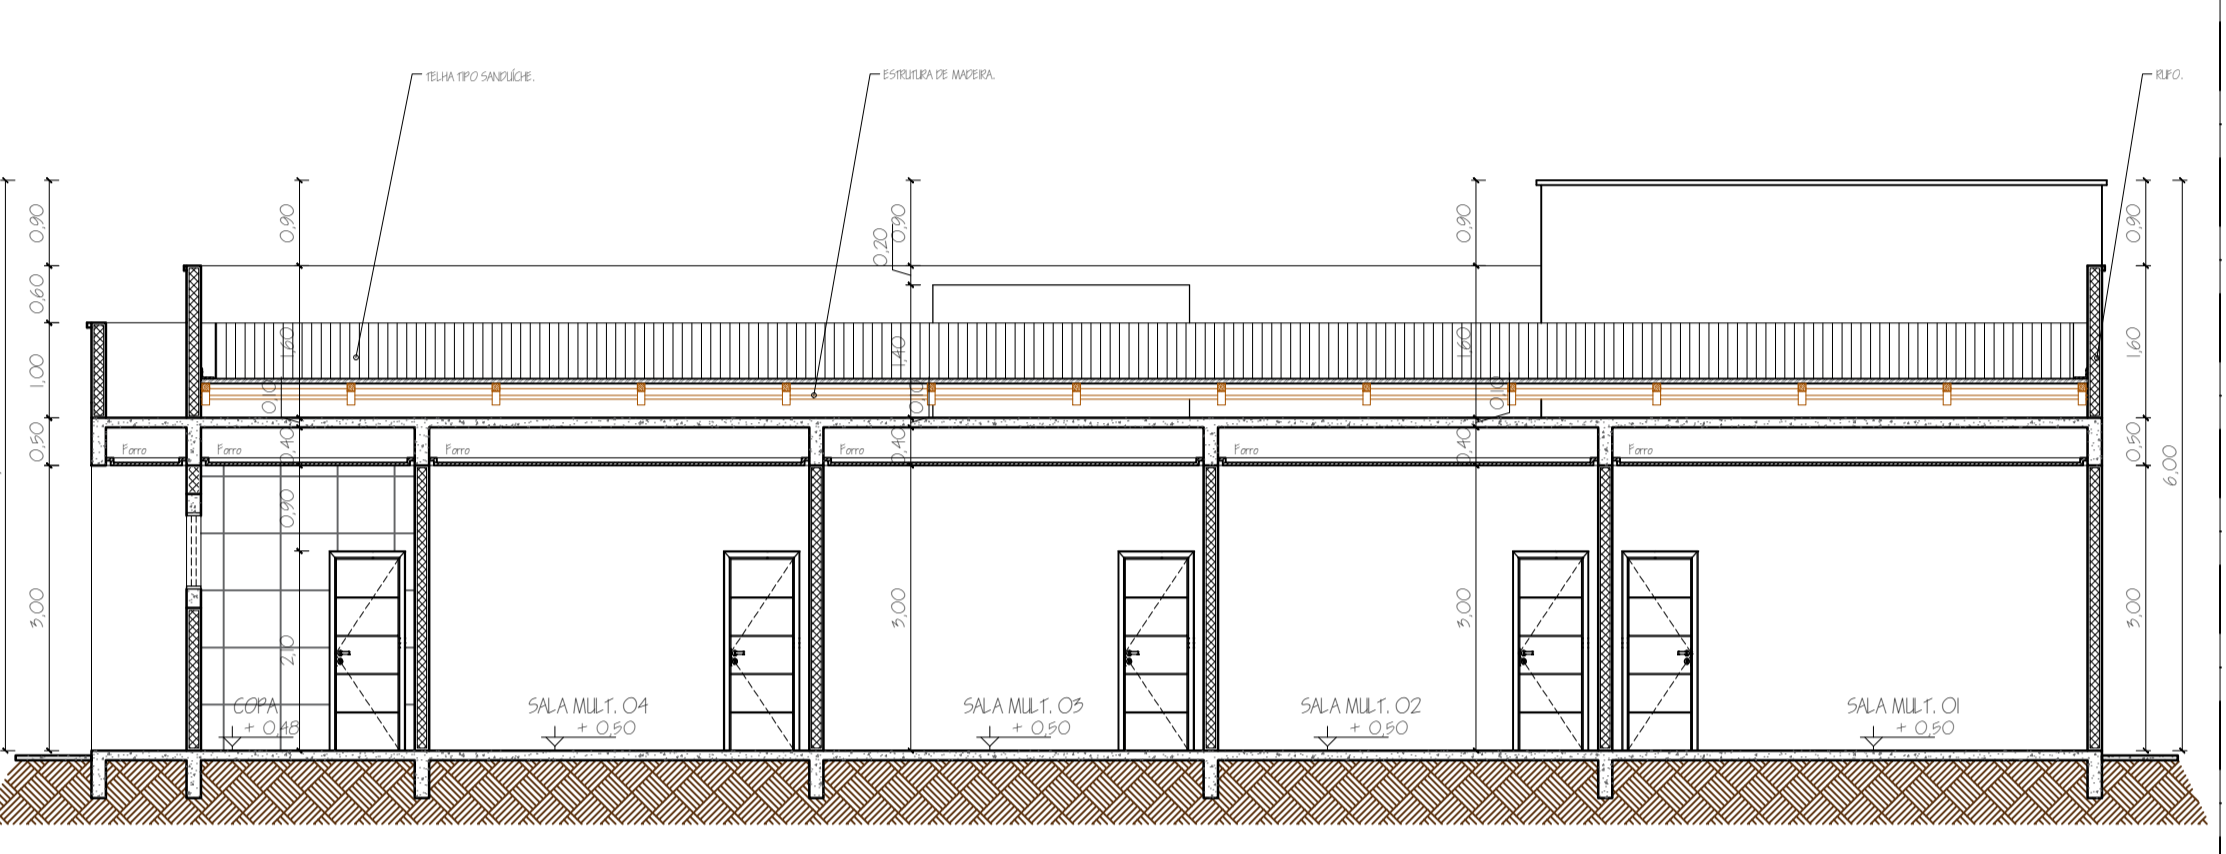 TELHA TIPO SANDUÍCHE.
ESTRUTURA DE MADEIRA.
RUFO.
0,90
0,90
0,20
0,90
0,90
0,90
0,60
1,00
1,60
1,40
1,60
1,60
0,10
0,10
0,10
0,50
0,40
0,40
0,40
0,50
6,00
Forro
Forro
Forro
Forro
Forro
Forro
0,90
3,00
2,10
3,00
3,00
3,00
COPA
+ 0,48
SALA MULT. 04
+ 0,50
SALA MULT. 03
+ 0,50
SALA MULT. 02
+ 0,50
SALA MULT. 01
+ 0,50